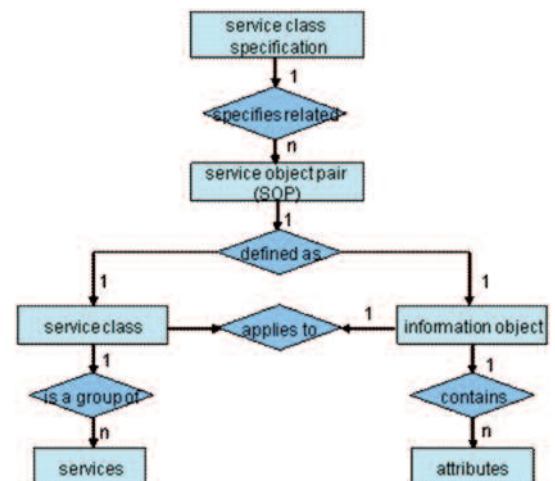 service class
specification
1
specifies related
n
service object pair
(SOP)
1
defined as
1
1
service class
applies to
1
information object
1
1
is a group of
contains
n
n
services
attributes